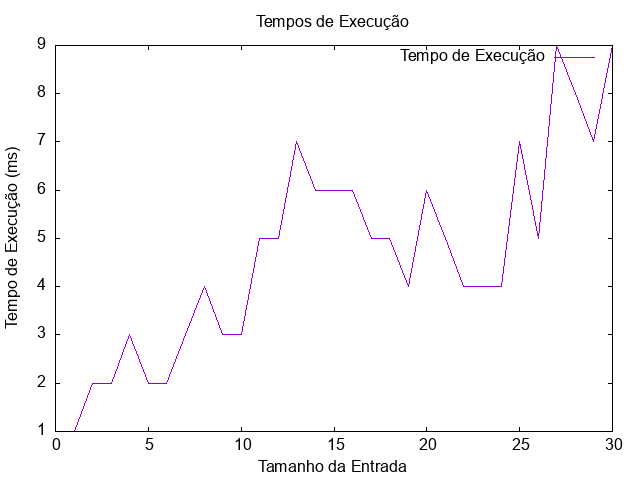 Tempos de Execução
Tempo de Execução
9
8
7
6
5
4
3
2
1
Tempo de Execução (ms)
0 5 10 15 20 25 30
Tamanho da Entrada